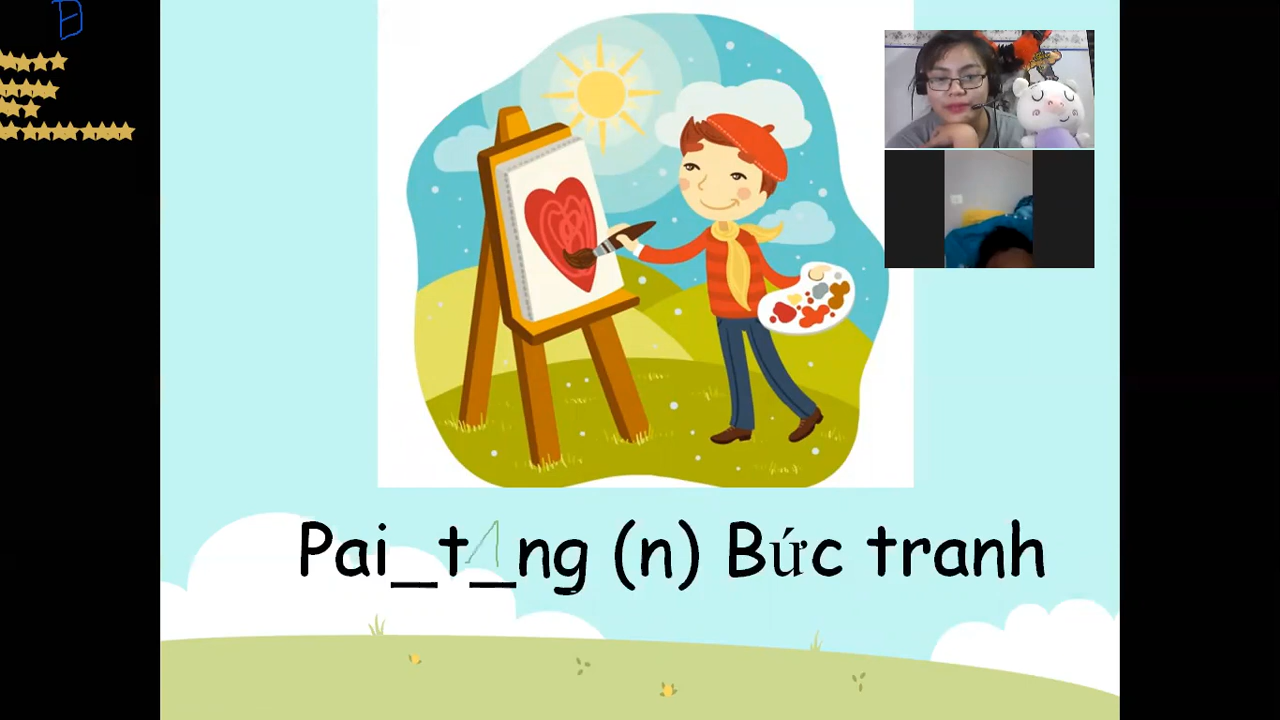 Đ
Pai_t_ng (n) Bức tranh